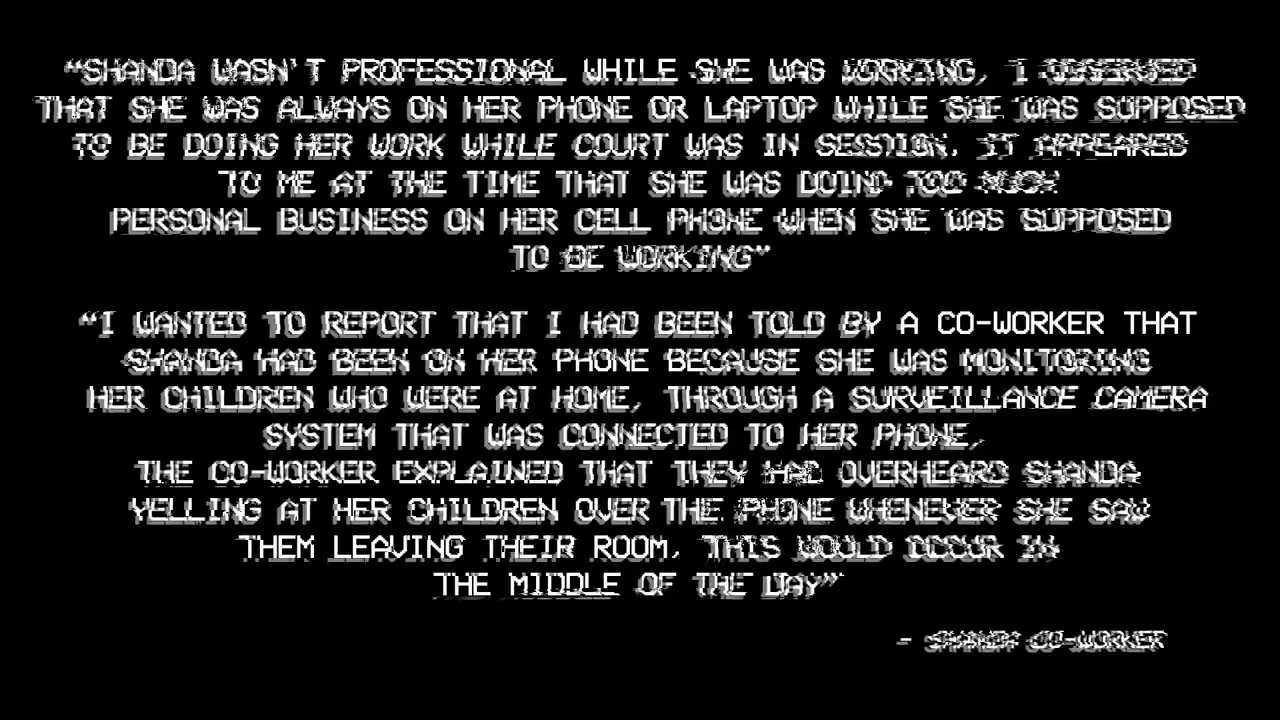 “SHANDA WASN'T PROFESSIONAL WHILE SHE WAS WORKING, I OBSERVED
THAT SHE WAS ALWAYS ON HER PHONE OR LAPTOP WHILE SHE WAS SUPPOSED
TO BE DOING HER WORK WHILE COURT WAS IN SESSION. IT APPEARED
TO ME AT THE TIME THAT SHE WAS DOING TOO MUCH
PERSONAL BUSINESS ON HER CELL PHONE WHEN SHE WAS SUPPOSED
TO BE WORKING”
“I WANTED TO REPORT THAT I HAD BEEN TOLD BY A CO-WORKER THAT
SHANDA HAD BEEN ON HER PHONE BECAUSE SHE WAS MONITORING
HER CHILDREN WHO WERE AT HOME, THROUGH A SURVEILLANCE CAMERA
SYSTEM THAT WAS CONNECTED TO HER PHONE,
THE CO-WORKER EXPLAINED THAT THEY HAD OVERHEARD SHANDA
YELLING AT HER CHILDREN OVER THE PHONE WHENEVER SHE SAW
THEM LEAVING THEIR ROOM, THIS WOULD OCCUR IN
THE MIDDLE OF THE DAY”
- CO-WORKER